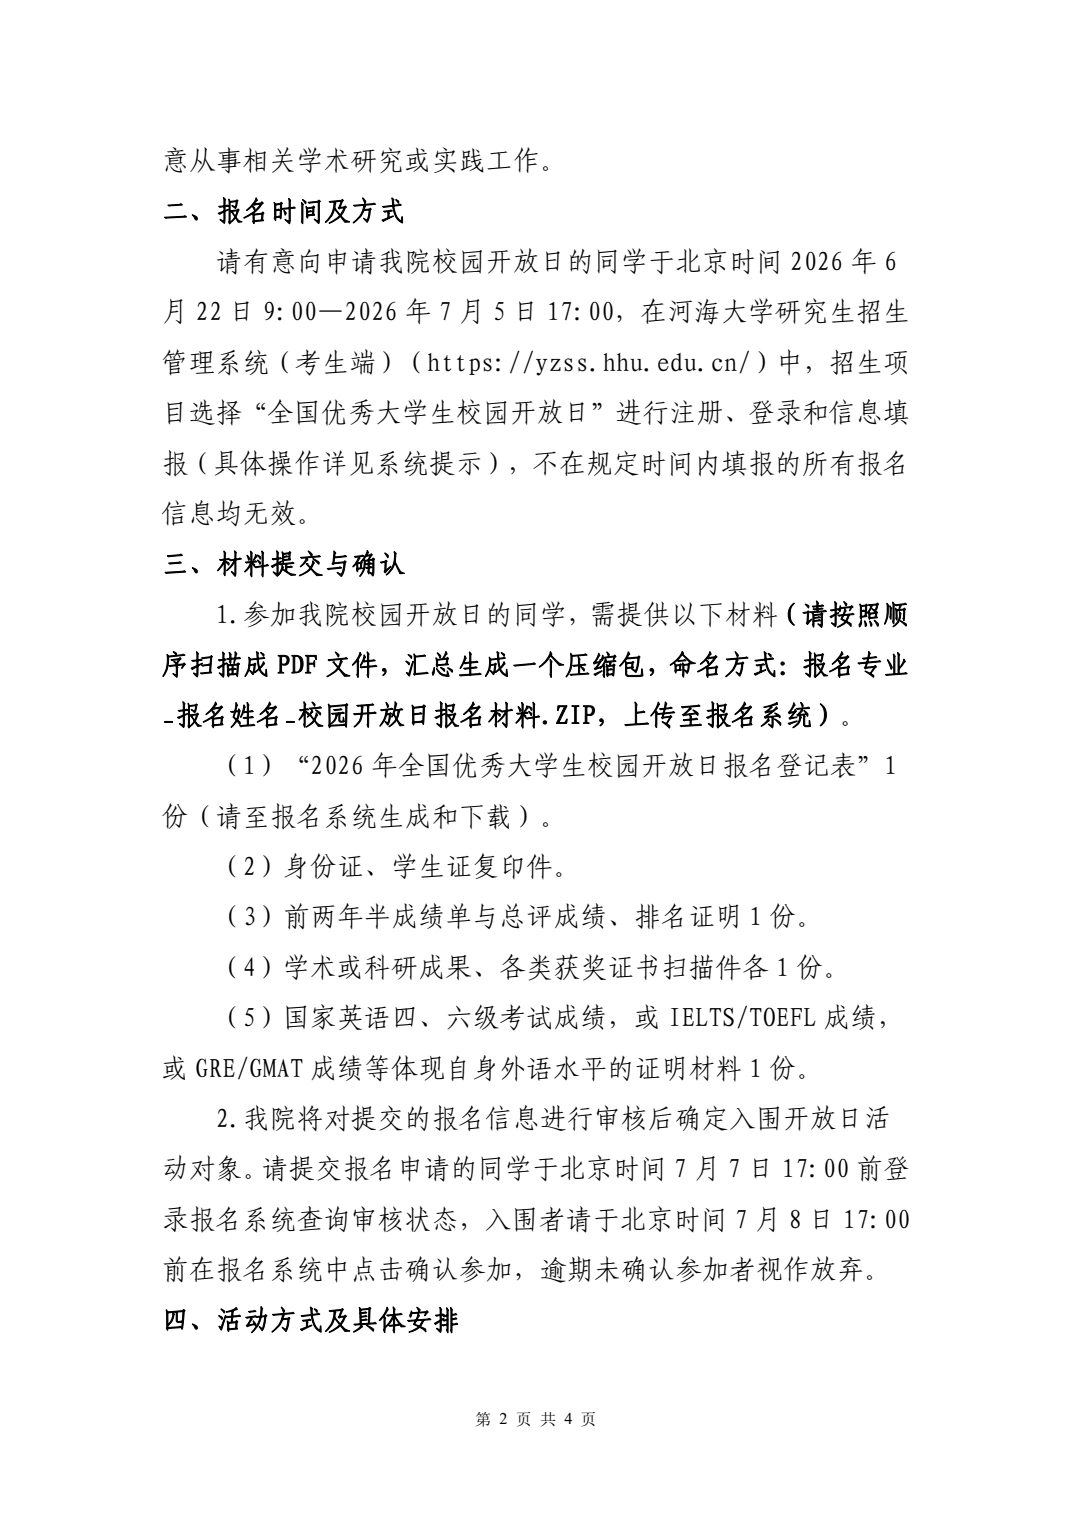 意从事相关学术研究或实践工作。
二、报名时间及方式
请有意向申请我院校园开放日的同学于北京时间 2026 年 6
月 22 日 9:00—2026 年 7 月 5 日 17:00，在河海大学研究生招生
管理系统（考生端）（https://yzss.hhu.edu.cn/）中，招生项
目选择“全国优秀大学生校园开放日”进行注册、登录和信息填
报（具体操作详见系统提示），不在规定时间内填报的所有报名
信息均无效。
三、材料提交与确认
1.参加我院校园开放日的同学，需提供以下材料（请按照顺
序扫描成 PDF 文件，汇总生成一个压缩包，命名方式：报名专业
_报名姓名_校园开放日报名材料.ZIP，上传至报名系统）。
（1）“2026 年全国优秀大学生校园开放日报名登记表”1
份（请至报名系统生成和下载）。
（2）身份证、学生证复印件。
（3）前两年半成绩单与总评成绩、排名证明 1 份。
（4）学术或科研成果、各类获奖证书扫描件各 1 份。
（5）国家英语四、六级考试成绩，或 IELTS/TOEFL 成绩，
或 GRE/GMAT 成绩等体现自身外语水平的证明材料 1 份。
2.我院将对提交的报名信息进行审核后确定入围开放日活
动对象。请提交报名申请的同学于北京时间 7 月 7 日 17:00 前登
录报名系统查询审核状态，入围者请于北京时间 7 月 8 日 17:00
前在报名系统中点击确认参加，逾期未确认参加者视作放弃。
四、活动方式及具体安排
第 2 页 共 4 页